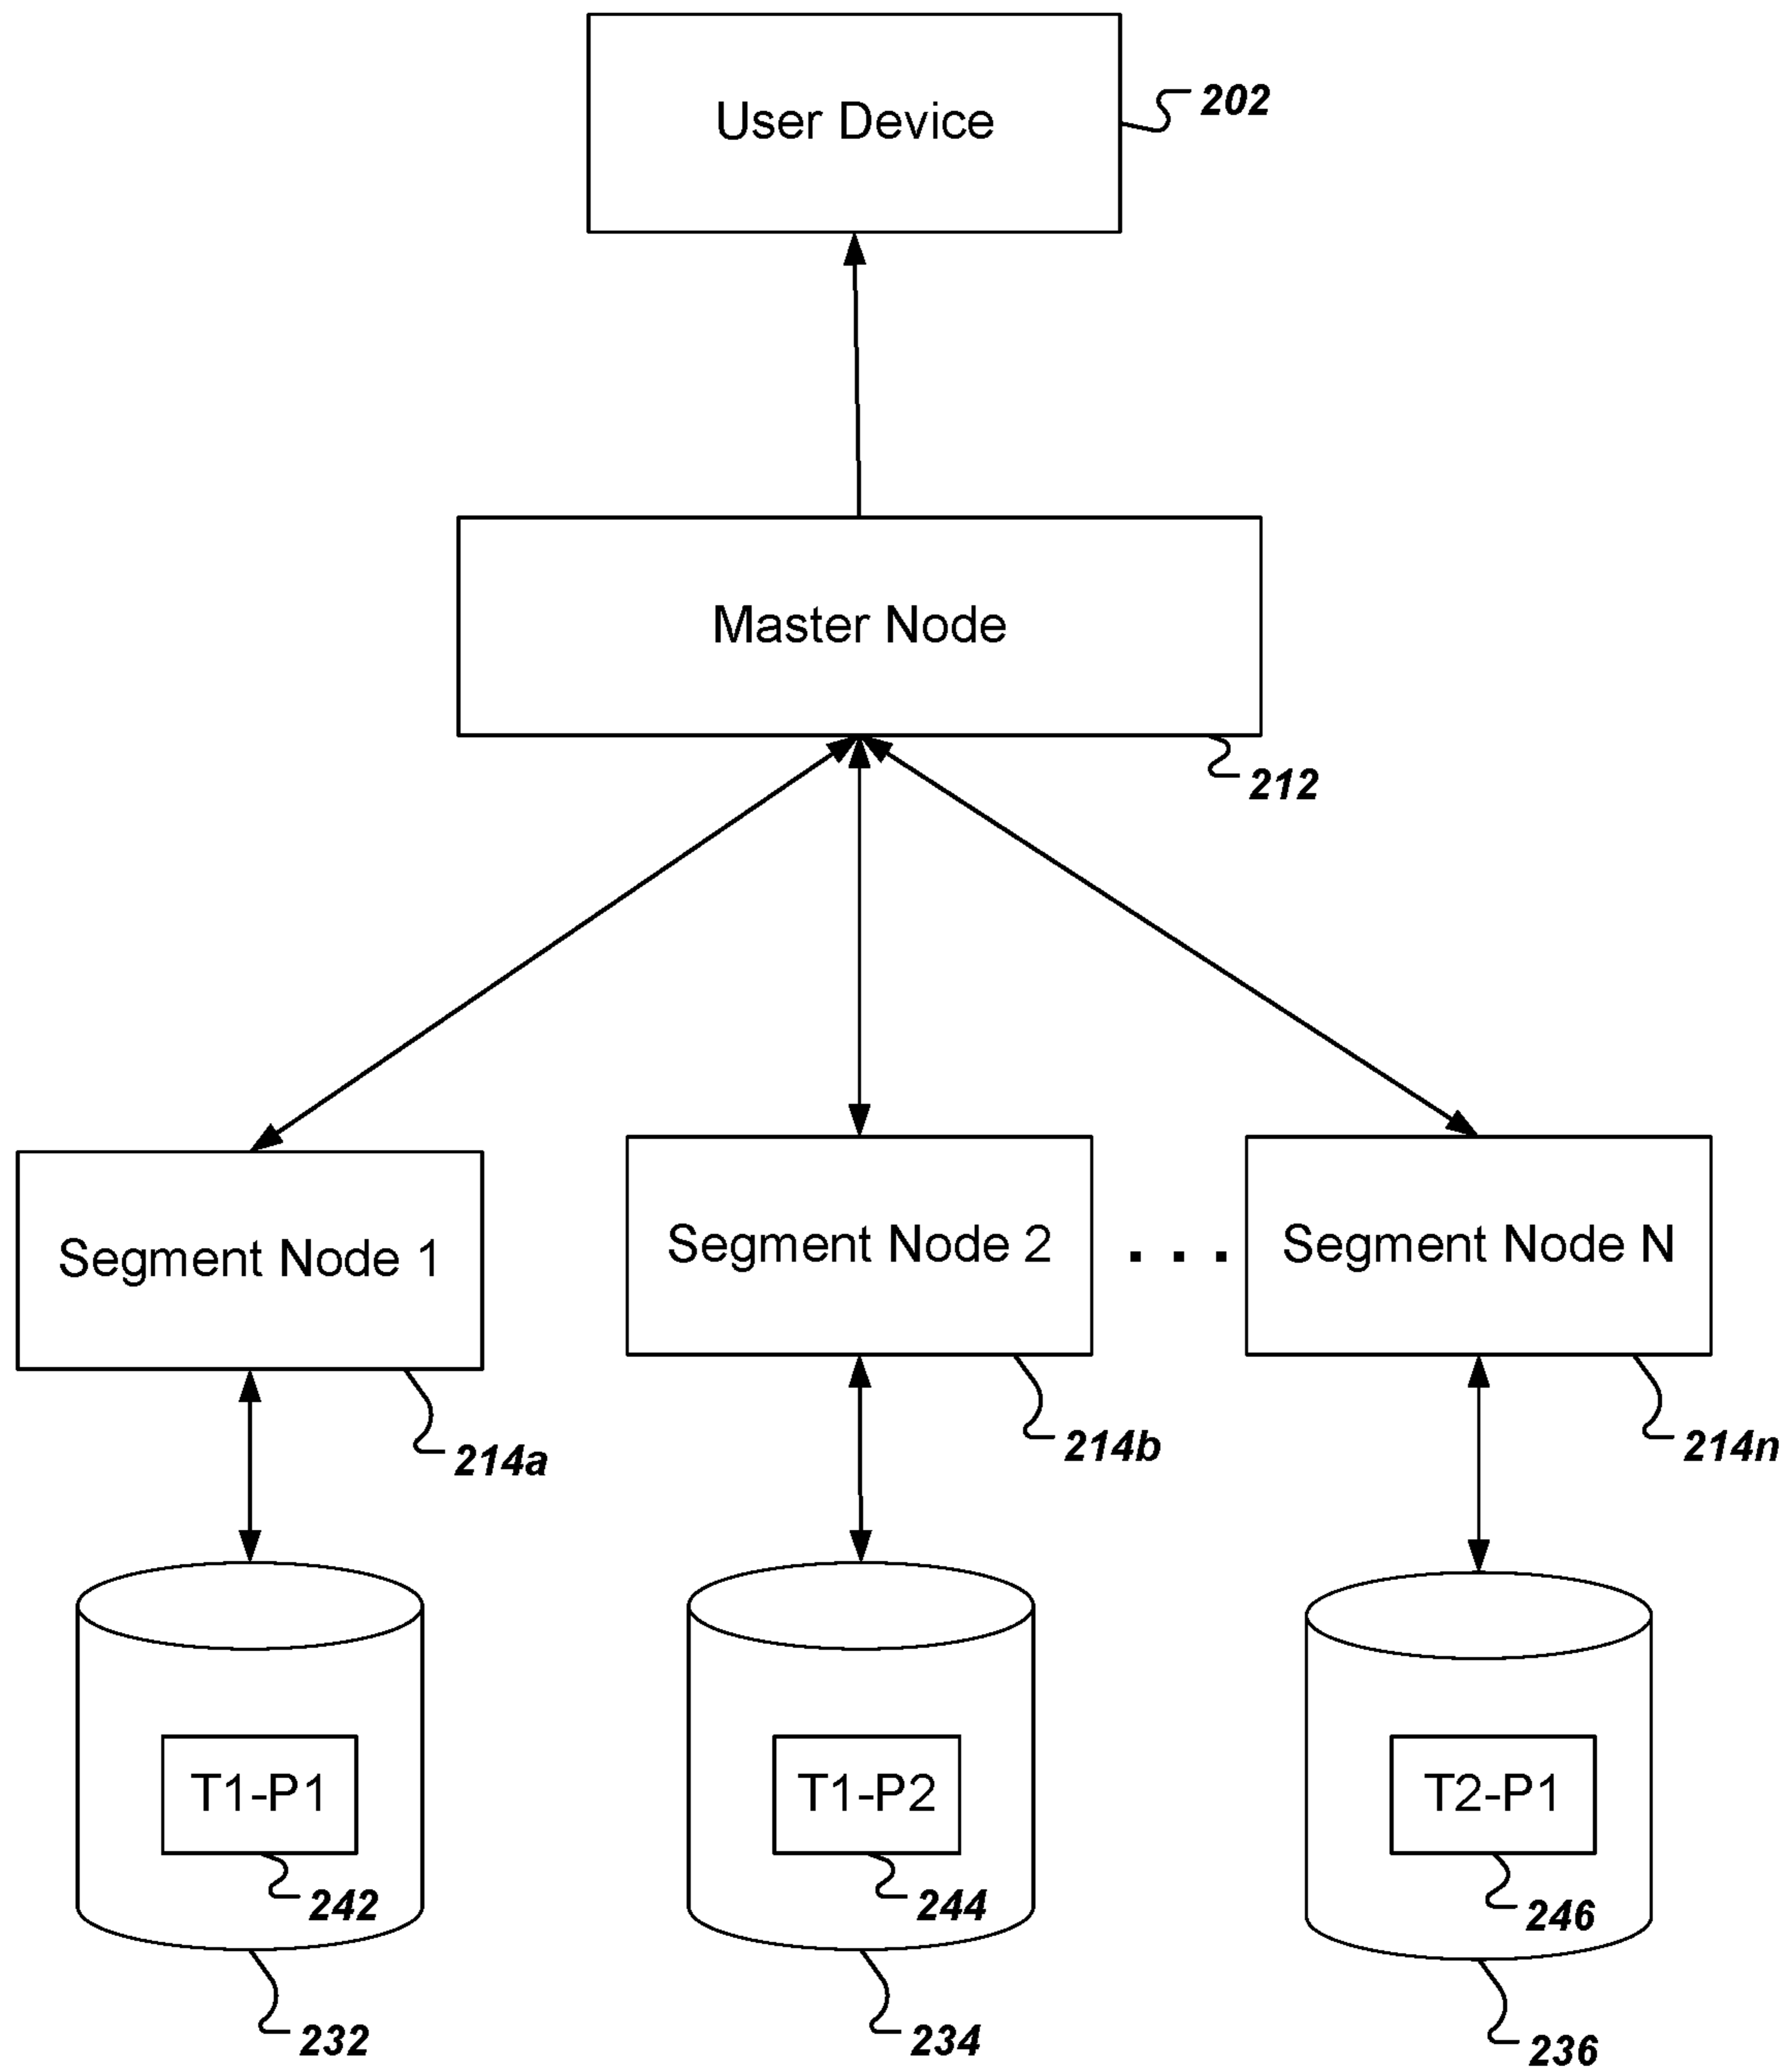 User Device
202
Master Node
212
Segment Node 1
Segment Node 2
. . .
Segment Node N
214a
214b
214n
T1-P1
T1-P2
T2-P1
242
244
246
232
234
236